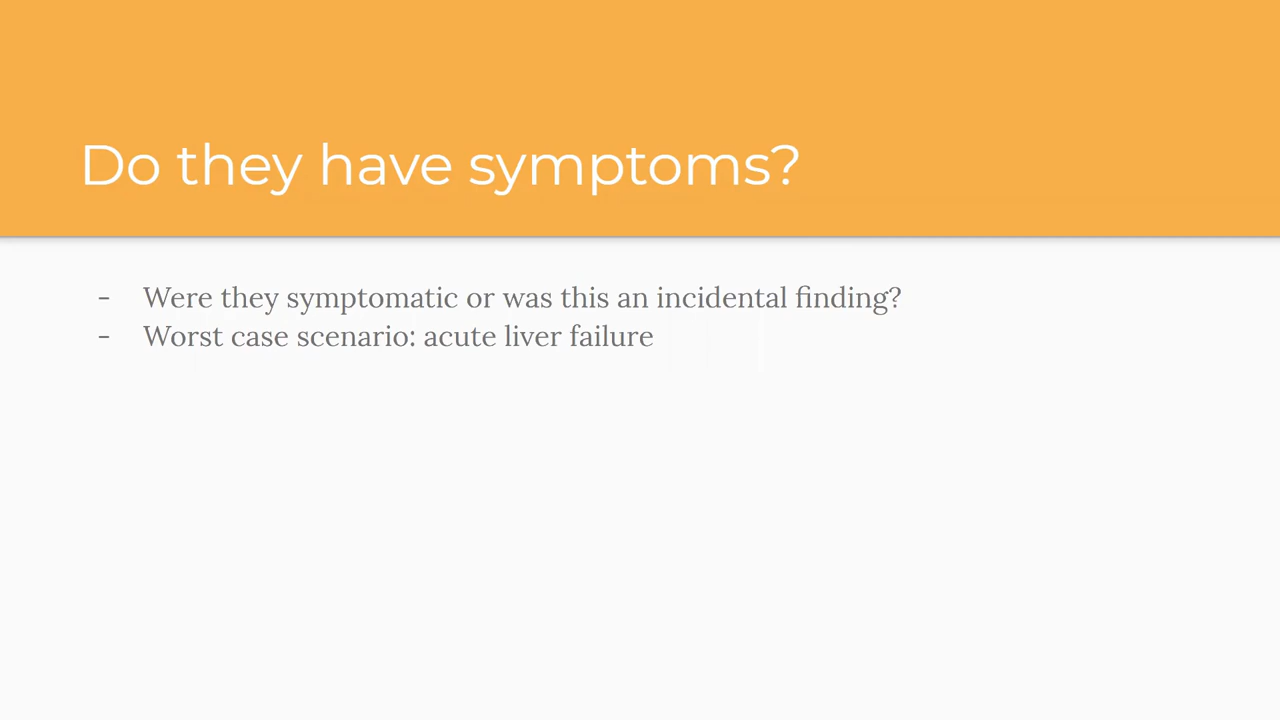 Do they have symptoms?
- Were they symptomatic or was this an incidental finding?
- Worst case scenario: acute liver failure